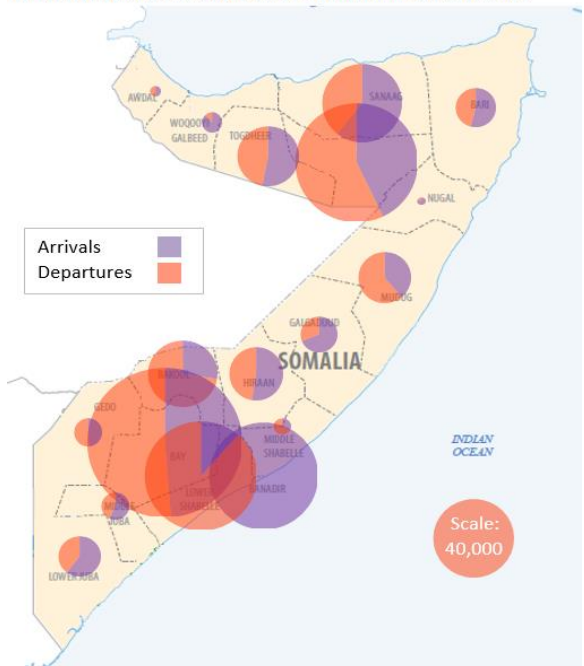 AWDAL
WOQOOYI
GALBEED
TOGDHEER
SANAAG
BARI
NUGAL
Arrivals
Departures
MUDUG
GALGADUUD
SOMALIA
BAKOOL
HIRAAN
GEDO
BAY
MIDDLE
SHABELLE
LOWER
SHABELLE
BANADIR
INDIAN
OCEAN
MIDDLE
JUBA
LOWER JUBA
Scale:
40,000